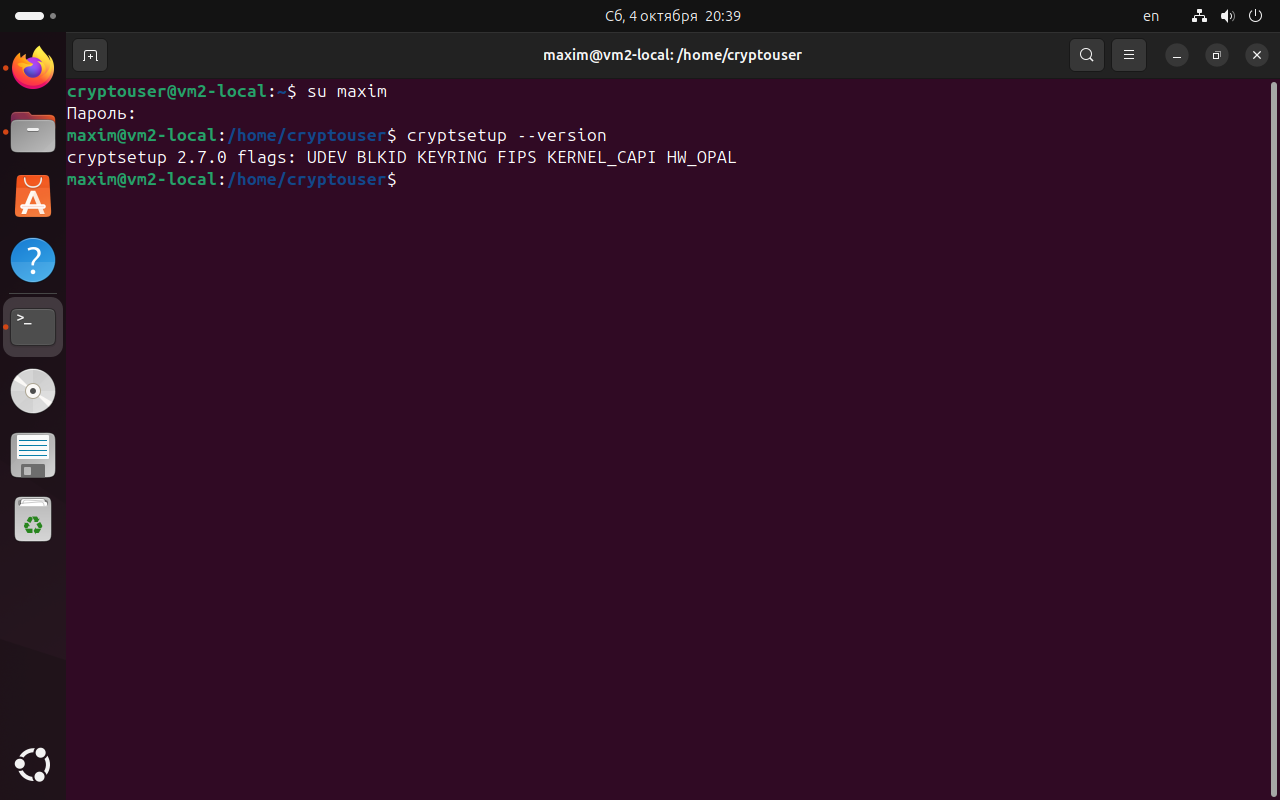 Сб, 4 октября 20:39
en
maxim@vm2-local: /home/cryptouser
cryptouser@vm2-local:~$ su maxim
Пароль:
maxim@vm2-local:/home/cryptouser$ cryptsetup --version
cryptsetup 2.7.0 flags: UDEV BLKID KEYRING FIPS KERNEL_CAPI HW_OPAL
maxim@vm2-local:/home/cryptouser$